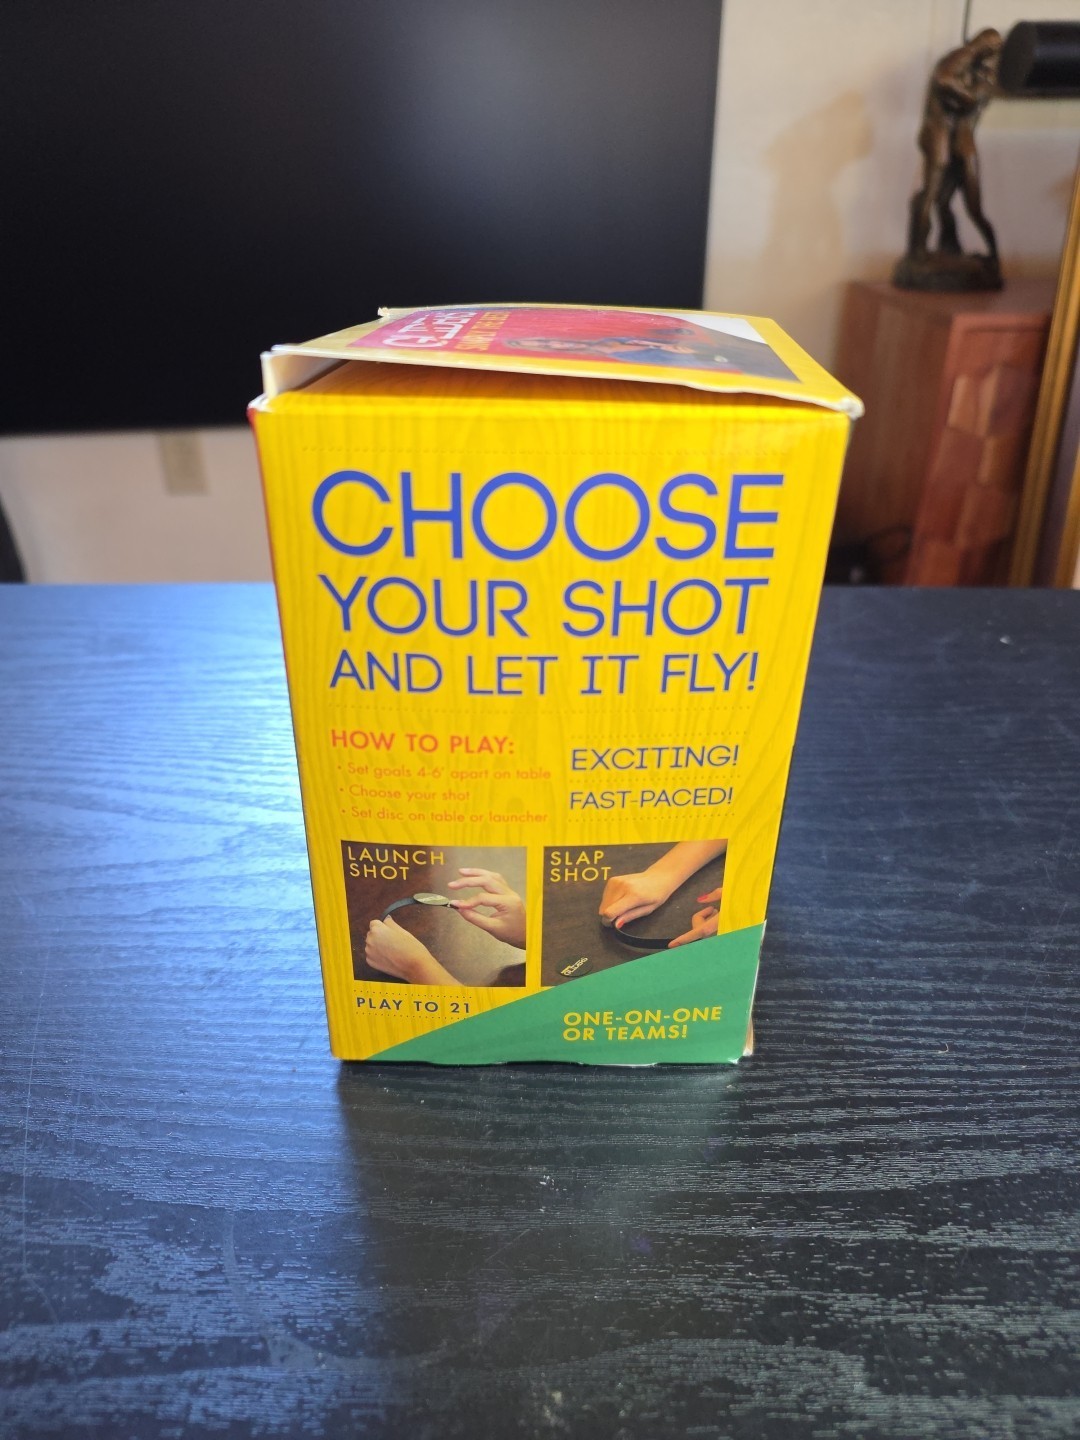 GLIDERS
CHOOSE
YOUR SHOT
AND LET IT FLY!
HOW TO PLAY:
• Set goals 4-6' apart on table
• Choose your shot
• Set disc on table or launcher
EXCITING!
FAST-PACED!
LAUNCH
SHOT
SLAP
SHOT
PLAY TO 21
ONE-ON-ONE
OR TEAMS!